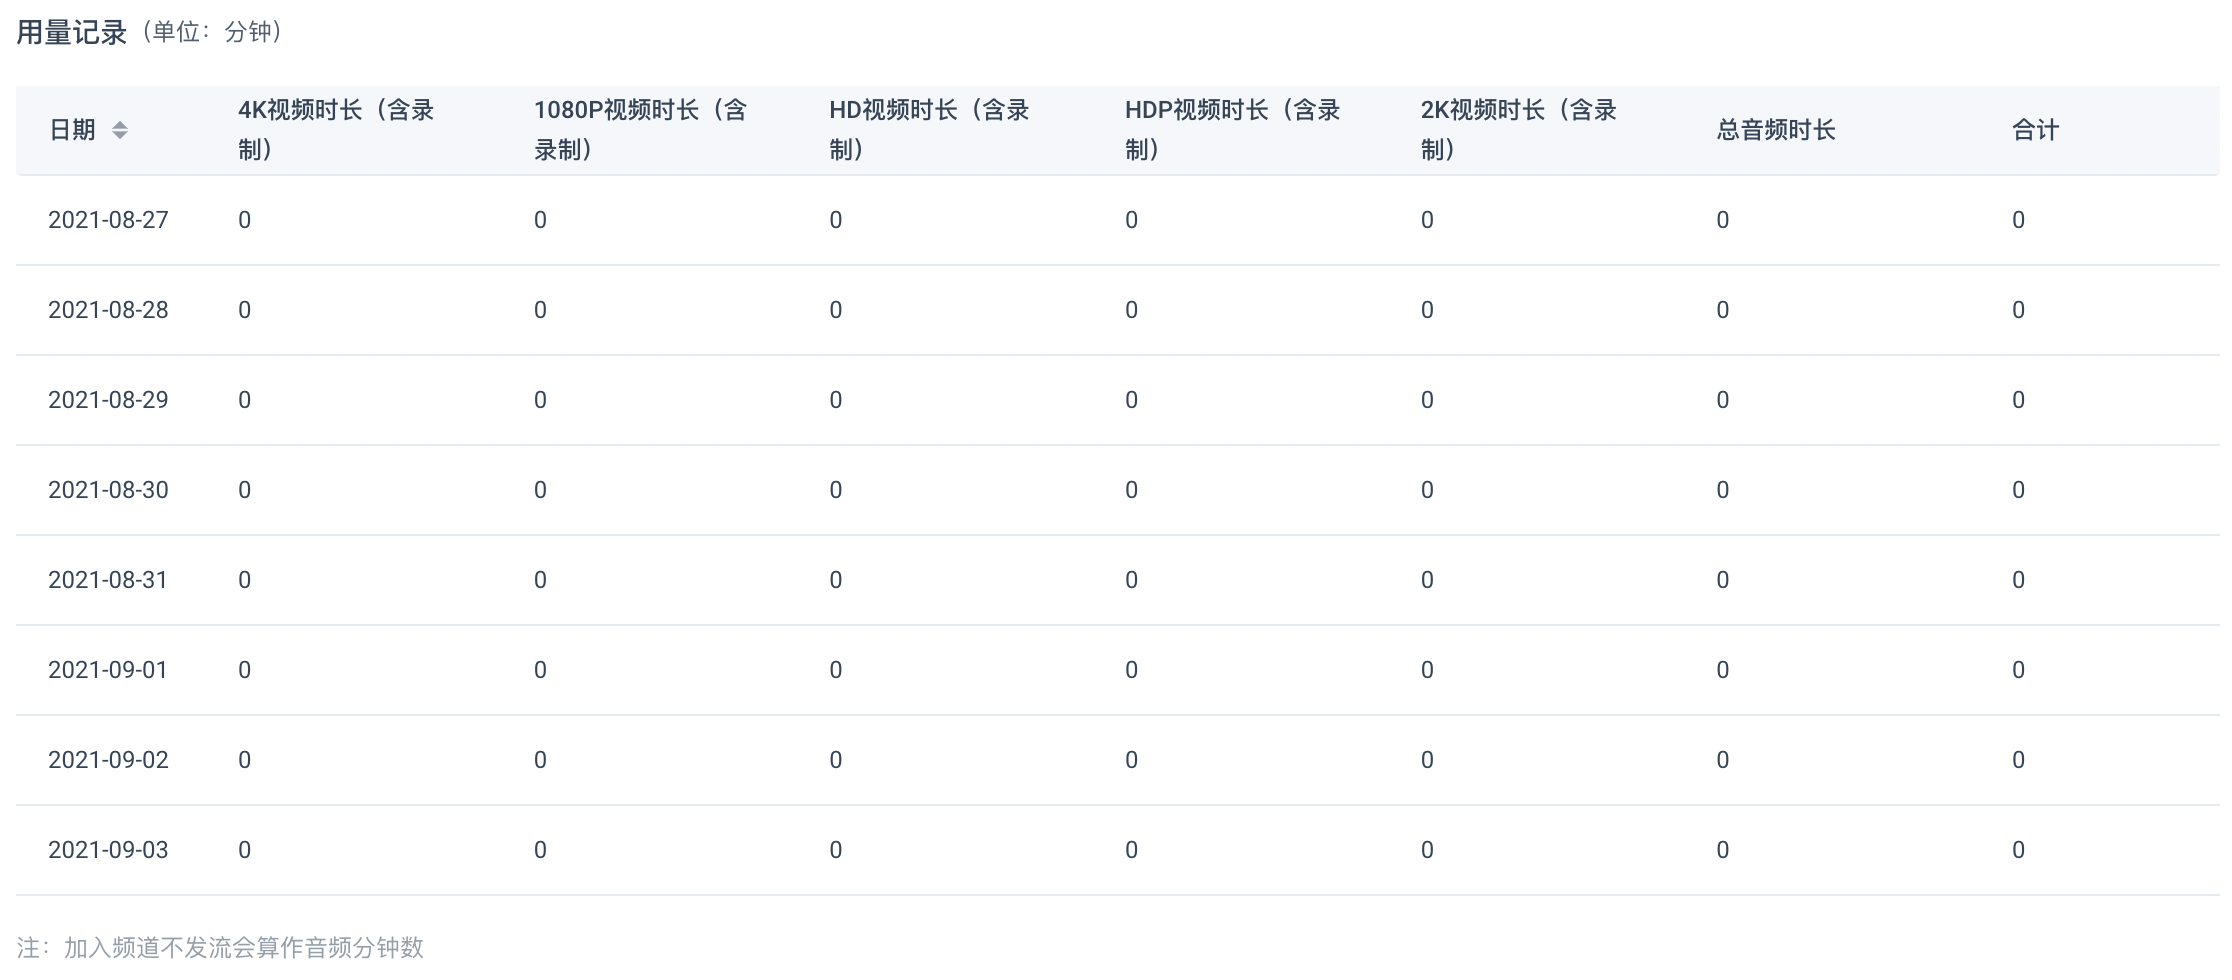 用量记录（单位：分钟）
日期 4K视频时长（含录制） 1080P视频时长（含录制） HD视频时长（含录制） HDP视频时长（含录制） 2K视频时长（含录制） 总音频时长 合计
2021-08-27 0 0 0 0 0 0 0
2021-08-28 0 0 0 0 0 0 0
2021-08-29 0 0 0 0 0 0 0
2021-08-30 0 0 0 0 0 0 0
2021-08-31 0 0 0 0 0 0 0
2021-09-01 0 0 0 0 0 0 0
2021-09-02 0 0 0 0 0 0 0
2021-09-03 0 0 0 0 0 0 0
注：加入频道不发流会算作音频分钟数